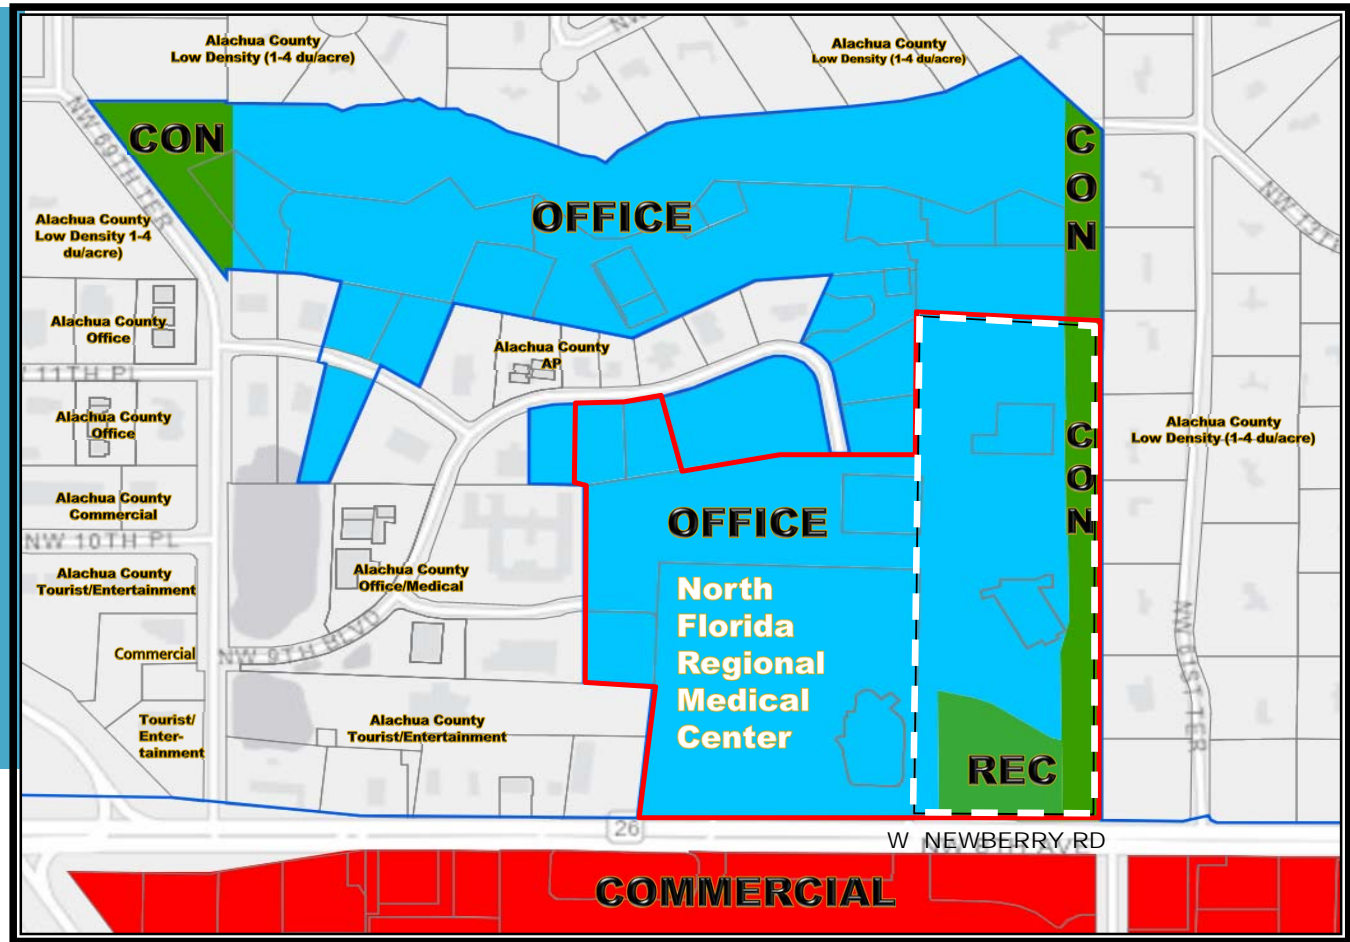 Alachua County
Low Density (1-4 du/acre)
Alachua County
Low Density (1-4 du/acre)
NW 69TH TER
CON
C
O
N
OFFICE
NW 13TH
Alachua County
Low Density 1-4
du/acre)
Alachua County
Office
Alachua County
AP
11TH PL
Alachua County
Office
Alachua County
Low Density (1-4 du/acre)
C
O
N
Alachua County
Commercial
OFFICE
NW 10TH PL
Alachua County
Tourist/Entertainment
Alachua County
Office/Medical
North
Florida
Regional
Medical
Center
Commercial
NW 9TH BLVD
NW 61ST TER
Tourist/
Enter-
tainment
Alachua County
Tourist/Entertainment
REC
26
W NEWBERRY RD
NW 8TH AVE
COMMERCIAL